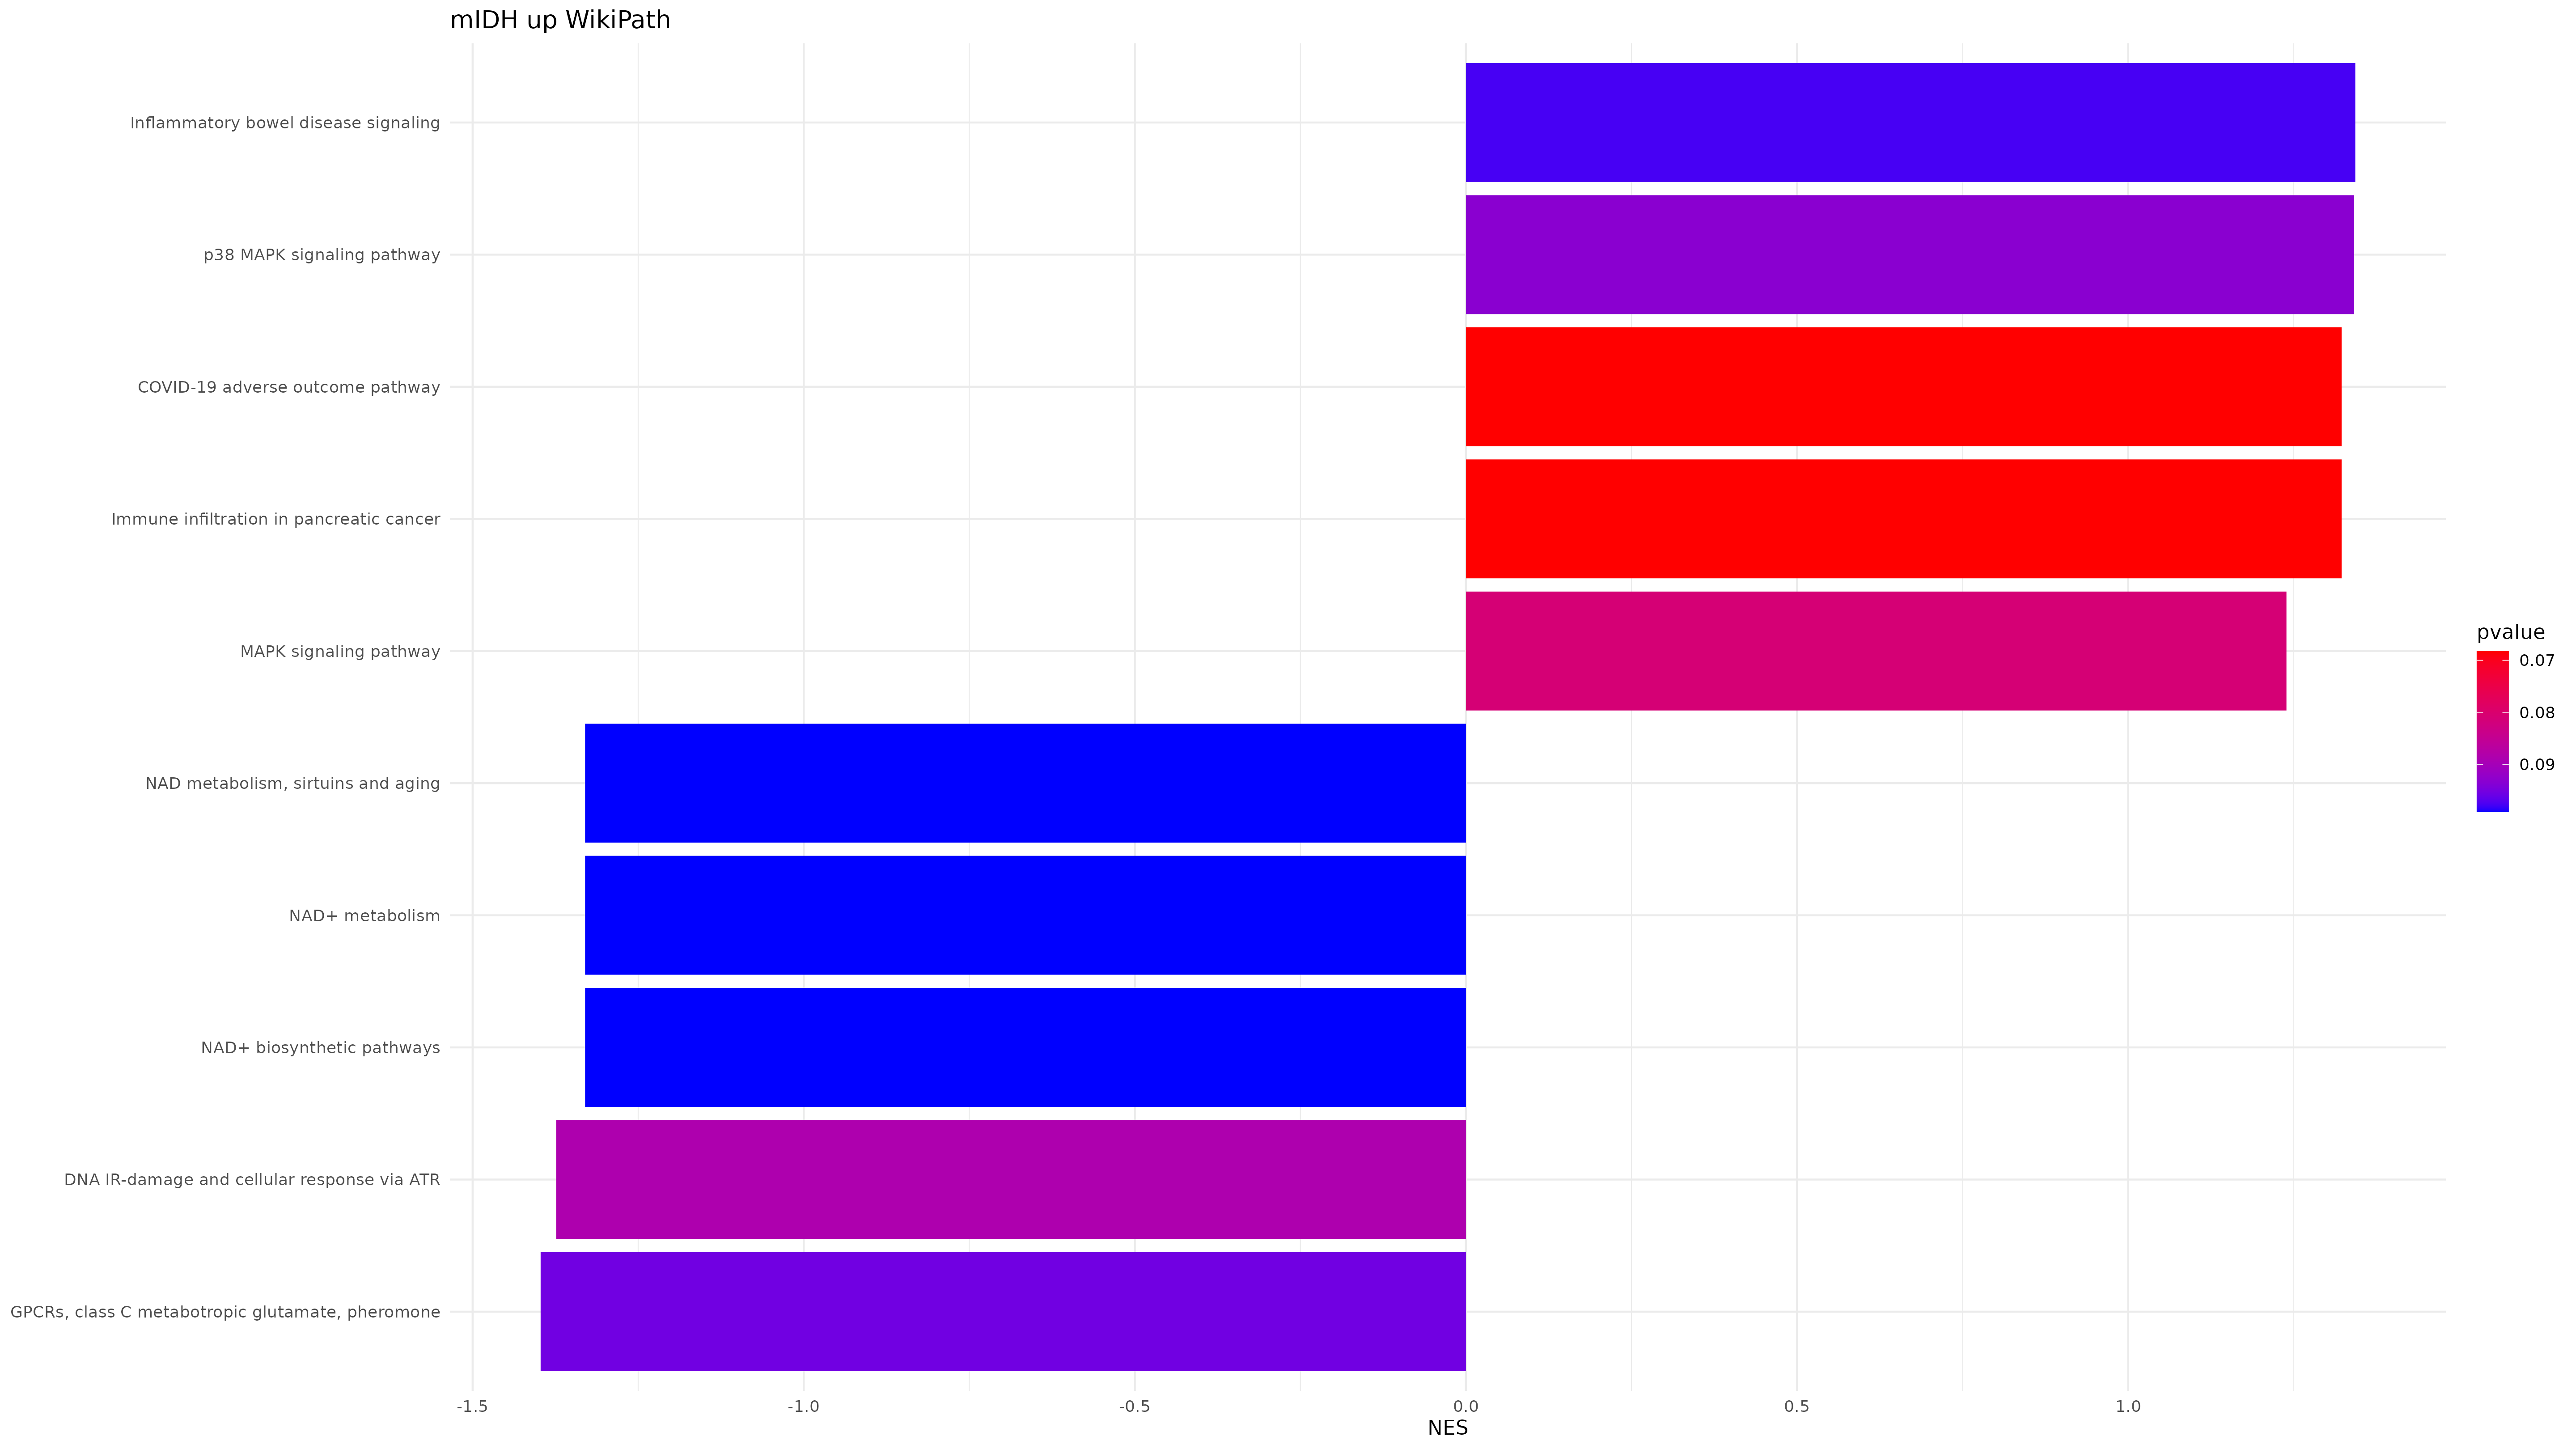 mIDH up WikiPath
Inflammatory bowel disease signaling
p38 MAPK signaling pathway
COVID-19 adverse outcome pathway
Immune infiltration in pancreatic cancer
MAPK signaling pathway
NAD metabolism, sirtuins and aging
NAD+ metabolism
NAD+ biosynthetic pathways
DNA IR-damage and cellular response via ATR
GPCRs, class C metabotropic glutamate, pheromone
-1.5 -1.0 -0.5 0.0 0.5 1.0
NES
pvalue
0.07
0.08
0.09